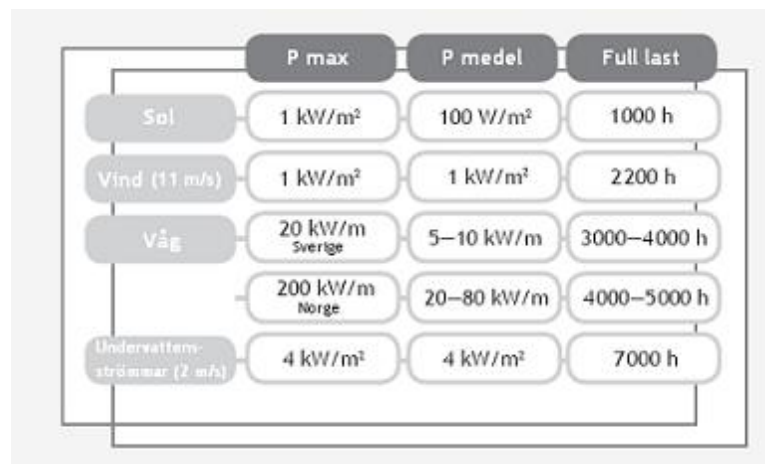 P max P medel Full last
Sol 1 kW/m² 100 W/m² 1000 h
Vind (11 m/s) 1 kW/m² 1 kW/m² 2200 h
Våg 20 kW/m 5–10 kW/m 3000–4000 h
Sverige
200 kW/m 20–80 kW/m 4000–5000 h
Norge
Undervattens-
strömmar (2 m/s) 4 kW/m² 4 kW/m² 7000 h